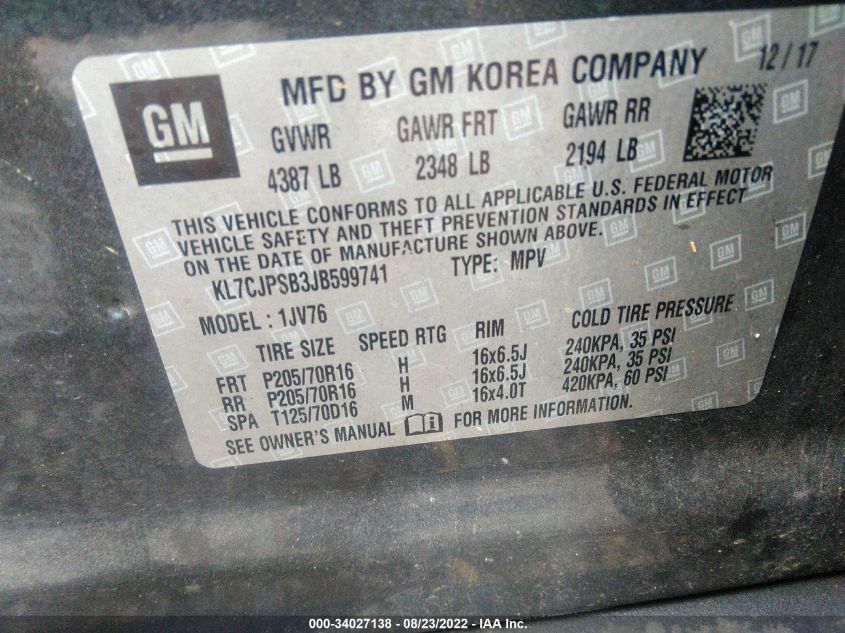 GM
MFD BY GM KOREA COMPANY 12/17
GVWR GAWR FRT GAWR RR
4387 LB 2348 LB 2194 LB
THIS VEHICLE CONFORMS TO ALL APPLICABLE U.S. FEDERAL MOTOR
VEHICLE SAFETY AND THEFT PREVENTION STANDARDS IN EFFECT
ON THE DATE OF MANUFACTURE SHOWN ABOVE.
KL7CJPSB3JB599741 TYPE: MPV
MODEL : 1JV76
TIRE SIZE SPEED RTG RIM COLD TIRE PRESSURE
FRT P205/70R16 H 16x6.5J 240KPA, 35 PSI
RR P205/70R16 H 16x6.5J 240KPA, 35 PSI
SPA T125/70D16 M 16x4.0T 420KPA, 60 PSI
SEE OWNER'S MANUAL FOR MORE INFORMATION.
000-34027138 - 08/23/2022 - IAA Inc.